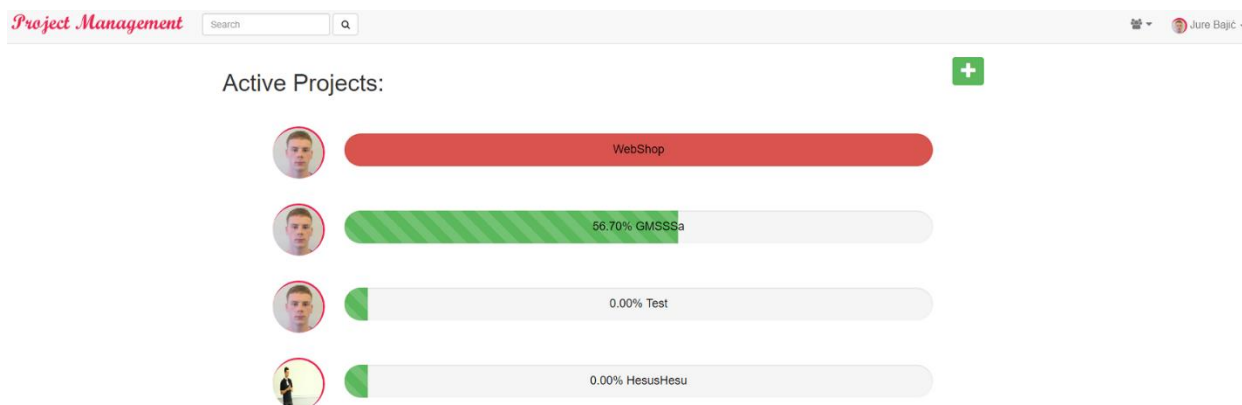 Project Management Search Jure Bajić
Active Projects:
WebShop
56.70% GMSSSa
0.00% Test
0.00% HesusHesu